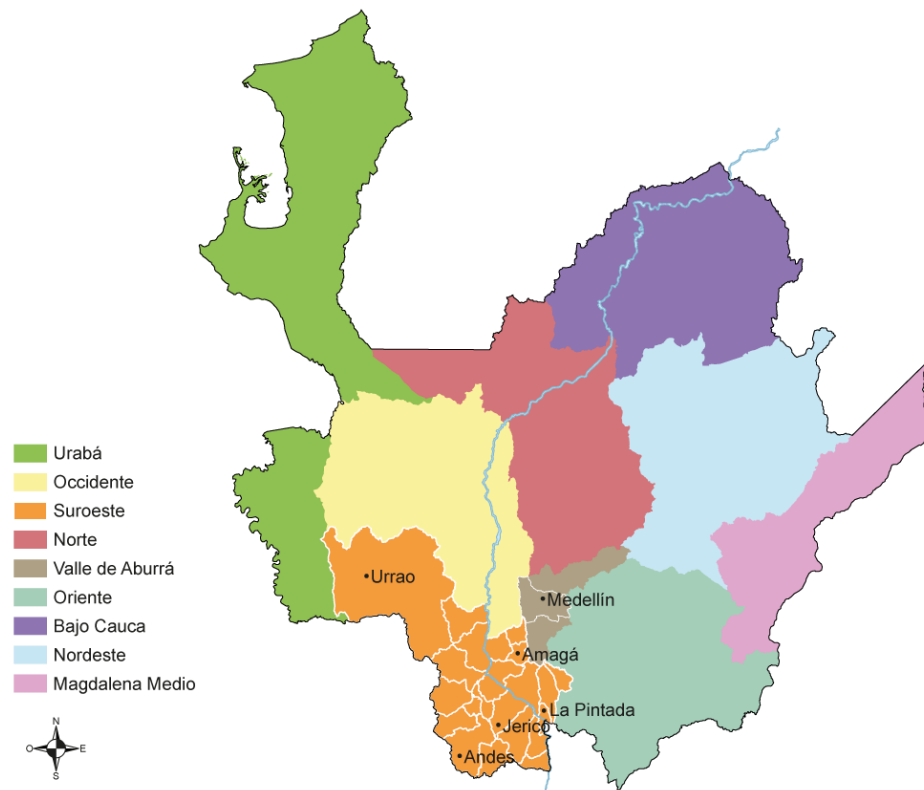 Urabá
Occidente
Suroeste
Norte
Valle de Aburrá
Oriente
Bajo Cauca
Nordeste
Magdalena Medio
N
O
E
S
Urrao
Medellín
Amagá
La Pintada
Jericó
Andes